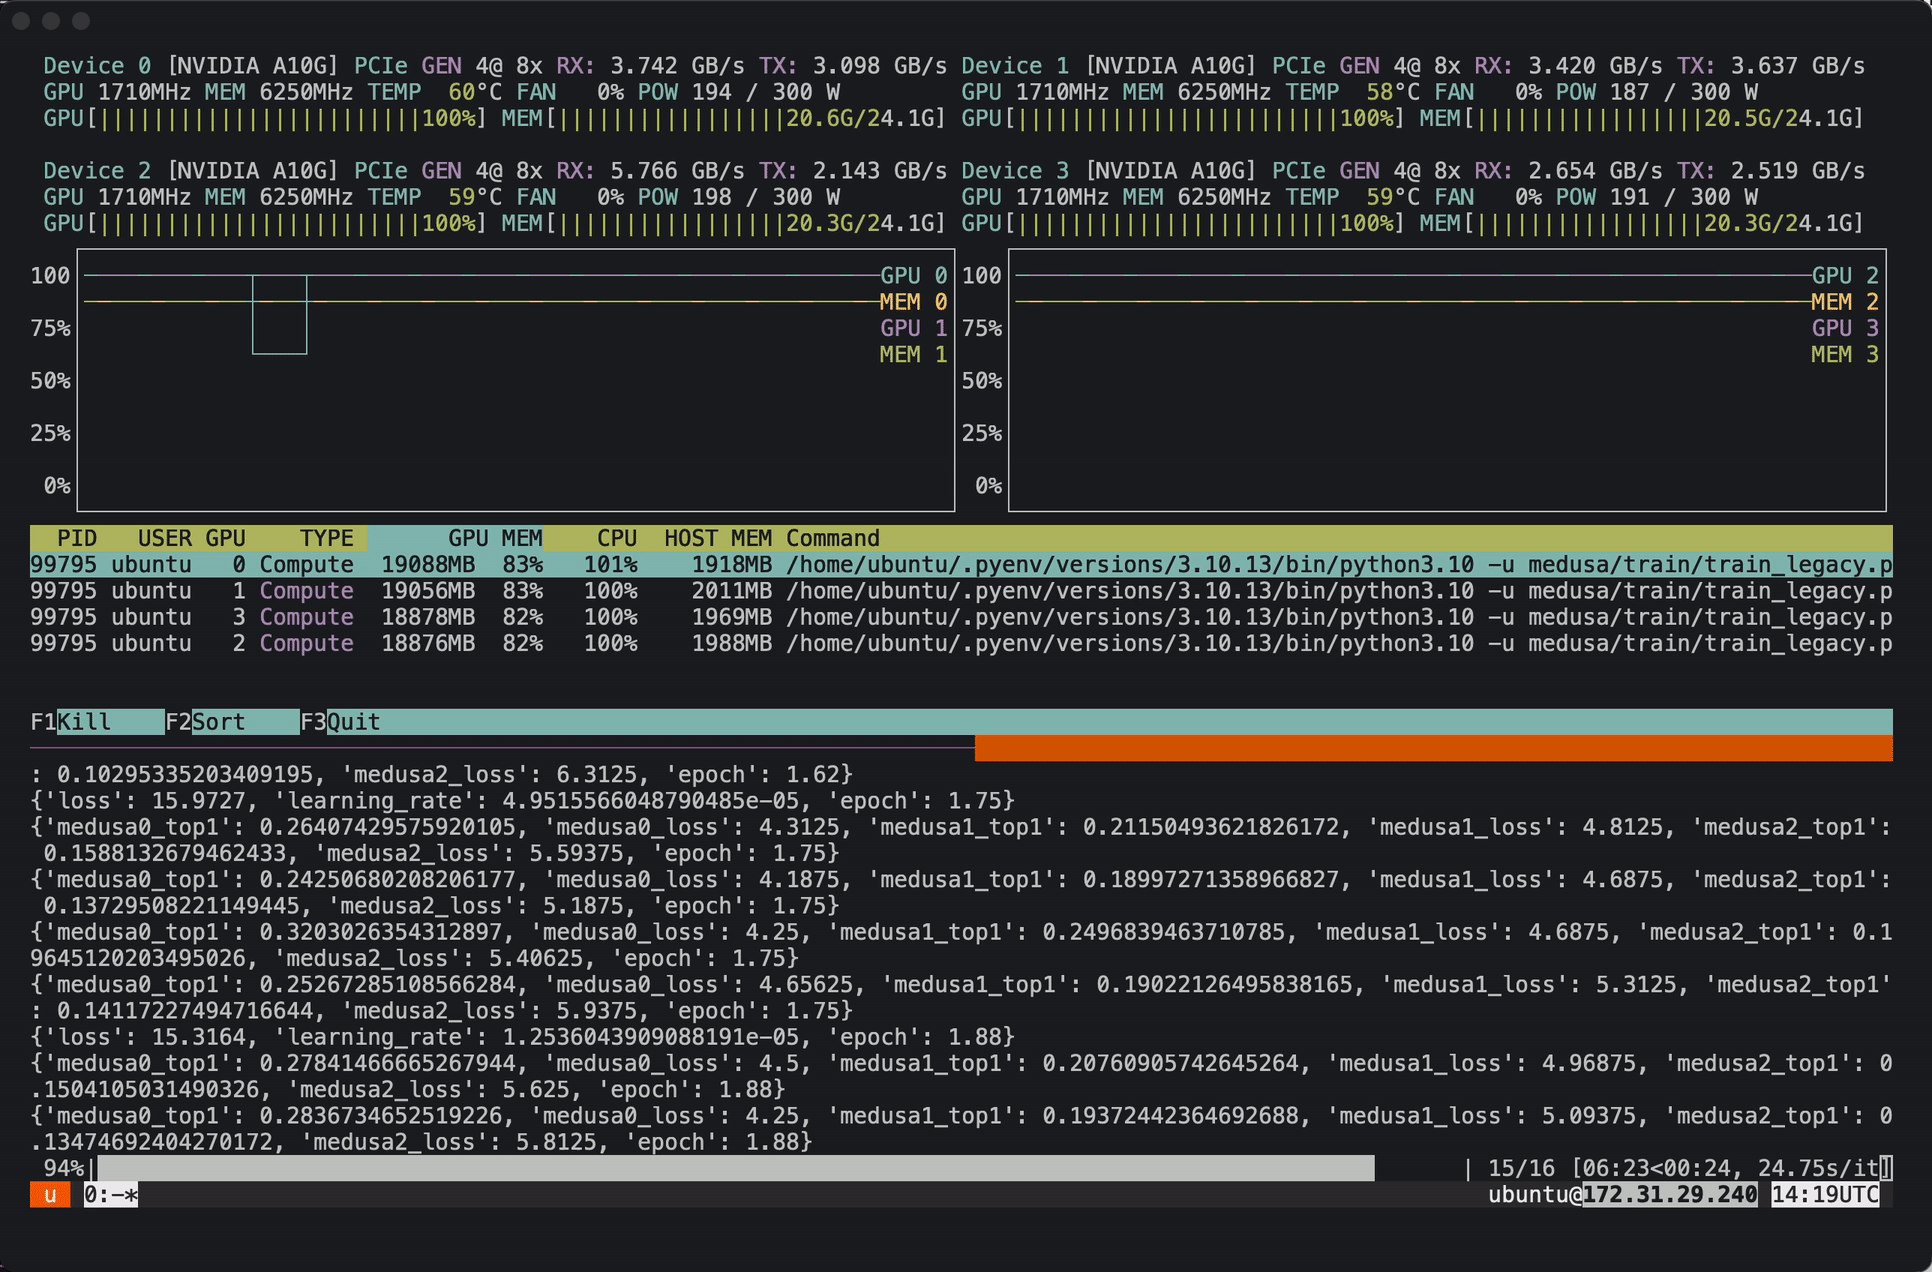 Device 0 [NVIDIA A10G] PCIe GEN 4@ 8x RX: 3.742 GB/s TX: 3.098 GB/s Device 1 [NVIDIA A10G] PCIe GEN 4@ 8x RX: 3.420 GB/s TX: 3.637 GB/s
GPU 1710MHz MEM 6250MHz TEMP 60°C FAN 0% POW 194 / 300 W GPU 1710MHz MEM 6250MHz TEMP 58°C FAN 0% POW 187 / 300 W
GPU[||||||||||||||||||||||||100%] MEM[|||||||||||||||||20.6G/24.1G] GPU[||||||||||||||||||||||||100%] MEM[|||||||||||||||||20.5G/24.1G]
Device 2 [NVIDIA A10G] PCIe GEN 4@ 8x RX: 5.766 GB/s TX: 2.143 GB/s Device 3 [NVIDIA A10G] PCIe GEN 4@ 8x RX: 2.654 GB/s TX: 2.519 GB/s
GPU 1710MHz MEM 6250MHz TEMP 59°C FAN 0% POW 198 / 300 W GPU 1710MHz MEM 6250MHz TEMP 59°C FAN 0% POW 191 / 300 W
GPU[||||||||||||||||||||||||100%] MEM[|||||||||||||||||20.3G/24.1G] GPU[||||||||||||||||||||||||100%] MEM[|||||||||||||||||20.3G/24.1G]
100 GPU 0 100 GPU 2
MEM 0 MEM 2
75% GPU 1 75% GPU 3
MEM 1 MEM 3
50% 50%
25% 25%
0% 0%
PID USER GPU TYPE GPU MEM CPU HOST MEM Command
99795 ubuntu 0 Compute 19088MB 83% 101% 1918MB /home/ubuntu/.pyenv/versions/3.10.13/bin/python3.10 -u medusa/train/train_legacy.p
99795 ubuntu 1 Compute 19056MB 83% 100% 2011MB /home/ubuntu/.pyenv/versions/3.10.13/bin/python3.10 -u medusa/train/train_legacy.p
99795 ubuntu 3 Compute 18878MB 82% 100% 1969MB /home/ubuntu/.pyenv/versions/3.10.13/bin/python3.10 -u medusa/train/train_legacy.p
99795 ubuntu 2 Compute 18876MB 82% 100% 1988MB /home/ubuntu/.pyenv/versions/3.10.13/bin/python3.10 -u medusa/train/train_legacy.p
F1Kill F2Sort F3Quit
: 0.10295335203409195, 'medusa2_loss': 6.3125, 'epoch': 1.62}
{'loss': 15.9727, 'learning_rate': 4.9515566048790485e-05, 'epoch': 1.75}
{'medusa0_top1': 0.26407429575920105, 'medusa0_loss': 4.3125, 'medusa1_top1': 0.21150493621826172, 'medusa1_loss': 4.8125, 'medusa2_top1':
0.1588132679462433, 'medusa2_loss': 5.59375, 'epoch': 1.75}
{'medusa0_top1': 0.24250680208206177, 'medusa0_loss': 4.1875, 'medusa1_top1': 0.18997271358966827, 'medusa1_loss': 4.6875, 'medusa2_top1':
0.13729508221149445, 'medusa2_loss': 5.1875, 'epoch': 1.75}
{'medusa0_top1': 0.3203026354312897, 'medusa0_loss': 4.25, 'medusa1_top1': 0.2496839463710785, 'medusa1_loss': 4.6875, 'medusa2_top1': 0.1
9645120203495026, 'medusa2_loss': 5.40625, 'epoch': 1.75}
{'medusa0_top1': 0.25267285108566284, 'medusa0_loss': 4.65625, 'medusa1_top1': 0.19022126495838165, 'medusa1_loss': 5.3125, 'medusa2_top1'
: 0.14117227494716644, 'medusa2_loss': 5.9375, 'epoch': 1.75}
{'loss': 15.3164, 'learning_rate': 1.2536043909088191e-05, 'epoch': 1.88}
{'medusa0_top1': 0.27841466665267944, 'medusa0_loss': 4.5, 'medusa1_top1': 0.20760905742645264, 'medusa1_loss': 4.96875, 'medusa2_top1': 0
.1504105031490326, 'medusa2_loss': 5.625, 'epoch': 1.88}
{'medusa0_top1': 0.2836734652519226, 'medusa0_loss': 4.25, 'medusa1_top1': 0.19372442364692688, 'medusa1_loss': 5.09375, 'medusa2_top1': 0
.13474692404270172, 'medusa2_loss': 5.8125, 'epoch': 1.88}
94%| | 15/16 [06:23<00:24, 24.75s/it]
u 0:-* ubuntu@172.31.29.240 14:19UTC